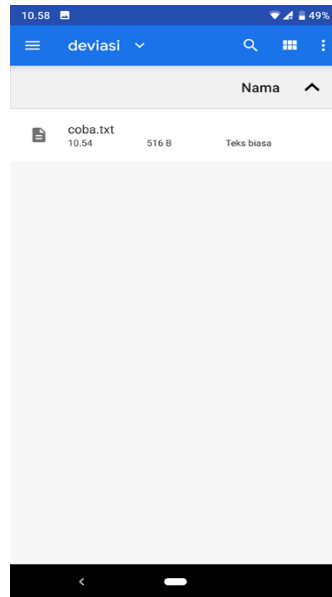 10.58 49%
deviasi
Nama
coba.txt
10.54 516 B Teks biasa